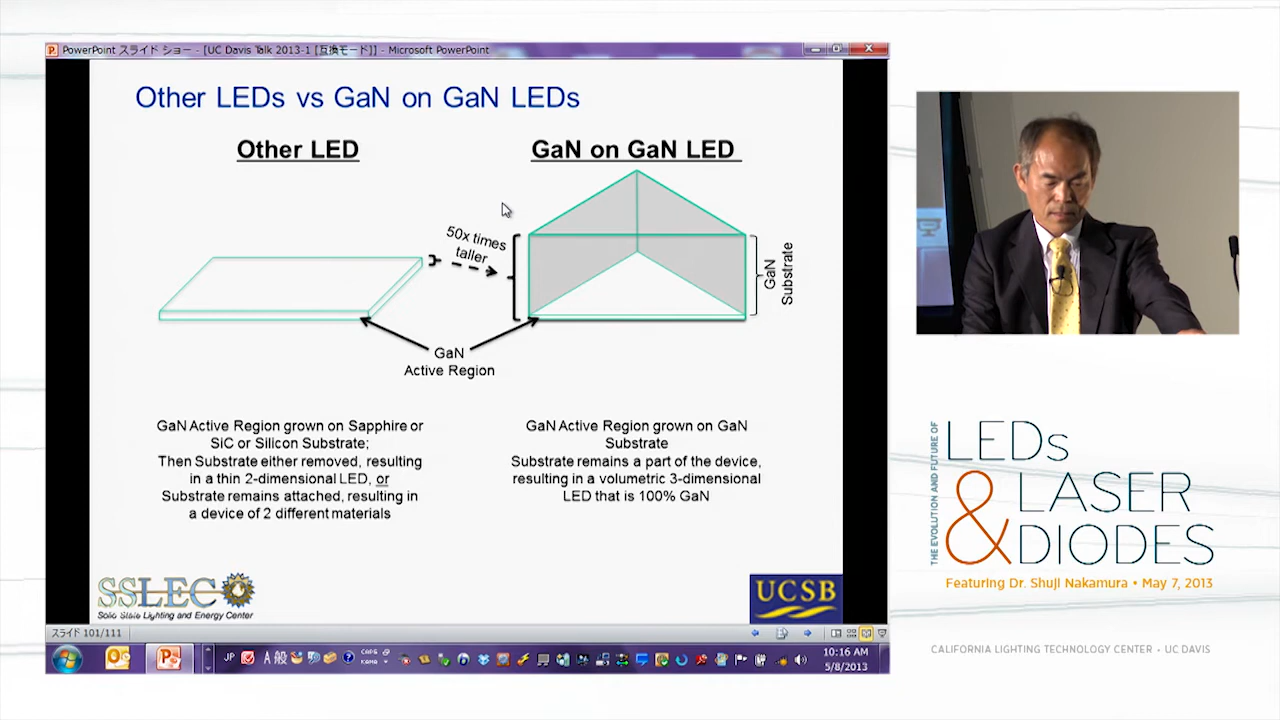 PowerPoint スライド ショー - [UC Davis Talk 2013-1 [互換モード]] - Microsoft PowerPoint
Other LEDs vs GaN on GaN LEDs
Other LED
GaN on GaN LED
50x times
taller
GaN
Substrate
GaN
Active Region
GaN Active Region grown on Sapphire or
SiC or Silicon Substrate;
Then Substrate either removed, resulting
in a thin 2-dimensional LED, or
Substrate remains attached, resulting in
a device of 2 different materials
GaN Active Region grown on GaN
Substrate
Substrate remains a part of the device,
resulting in a volumetric 3-dimensional
LED that is 100% GaN
SSLEC
Solid State Lighting and Energy Center
UCSB
スライド 101/111
JP
A 般
CAPS
KANA
10:16 AM
5/8/2013
THE EVOLUTION AND FUTURE OF
LEDs
& LASER
DIODES
Featuring Dr. Shuji Nakamura • May 7, 2013
CALIFORNIA LIGHTING TECHNOLOGY CENTER • UC DAVIS